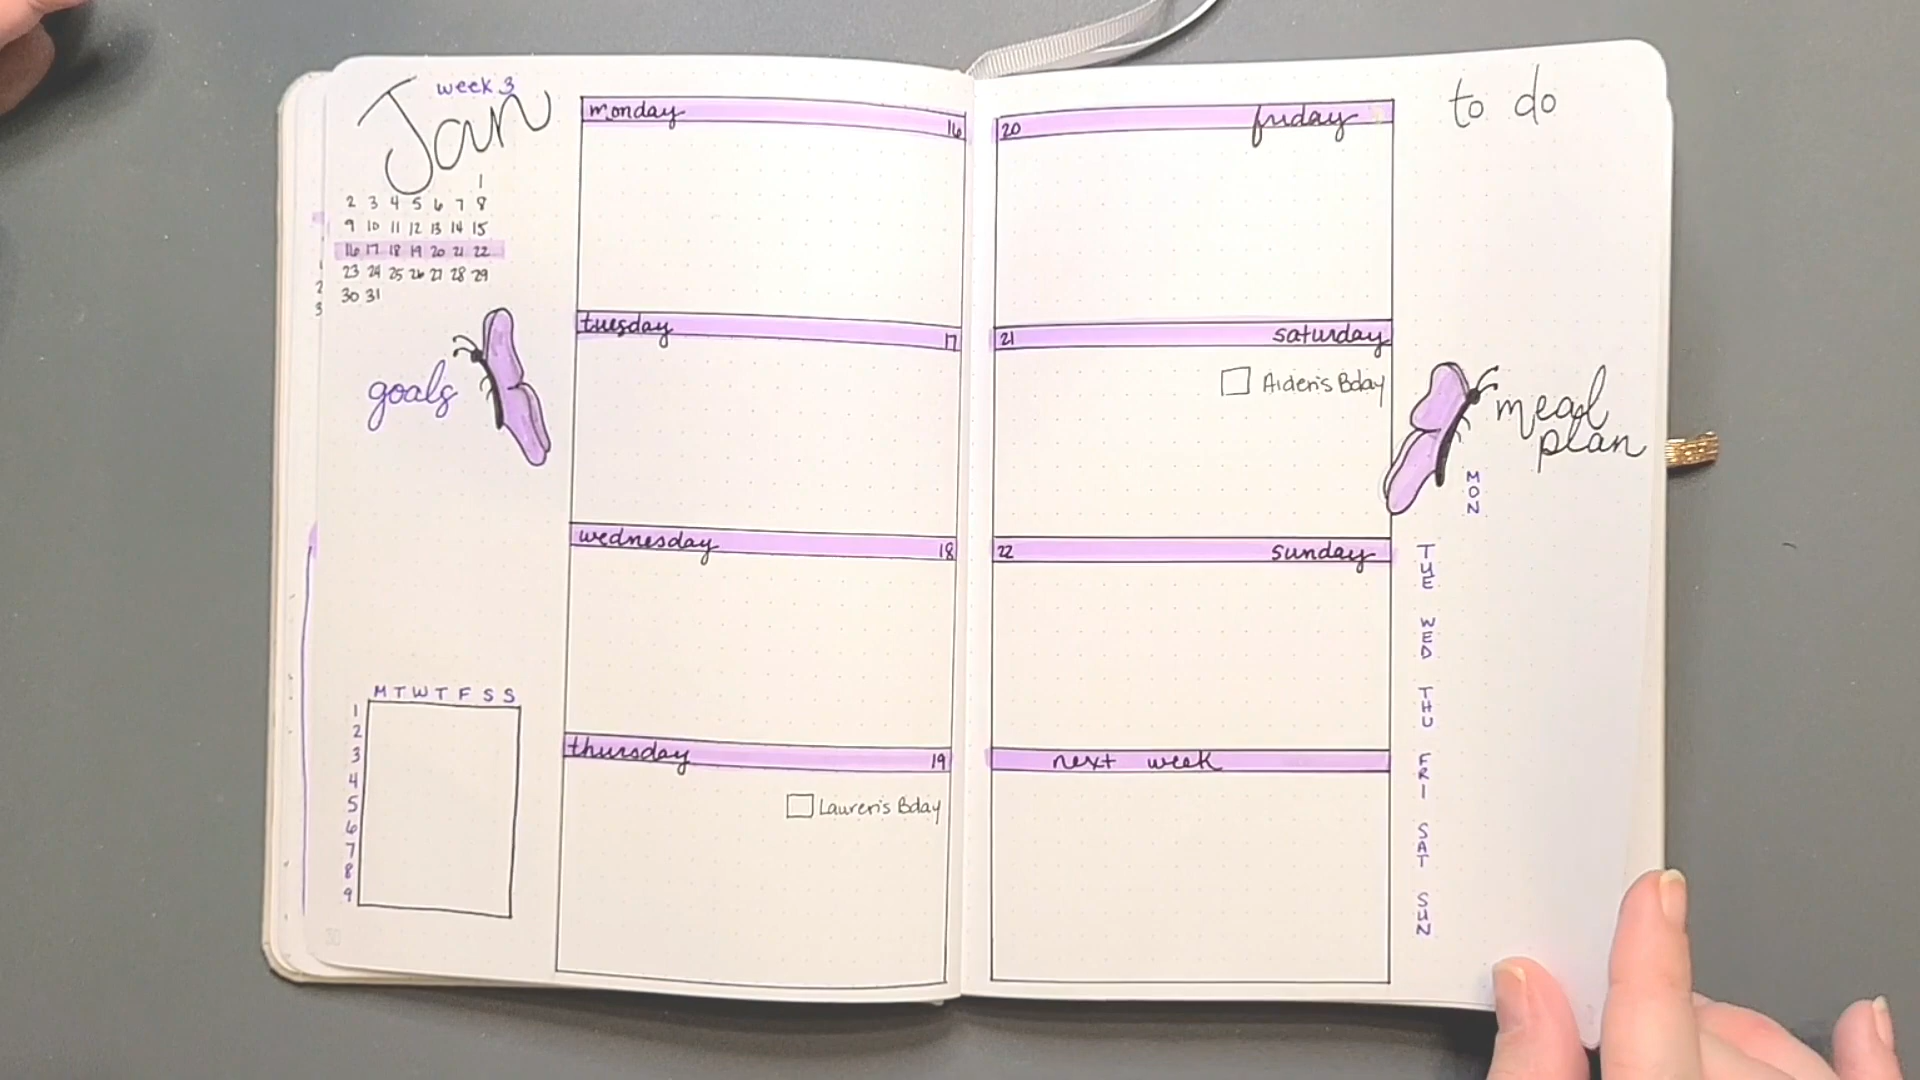 week 3
Jan
1
2 3 4 5 6 7 8
9 10 11 12 13 14 15
16 17 18 19 20 21 22
23 24 25 26 27 28 29
30 31
goals
M T W T F S S
1
2
3
4
5
6
7
8
9
30
monday 16
tuesday 17
wednesday 18
thursday 19
Lauren's Bday
20 friday
21 saturday
Aiden's Bday
22 sunday
next week
to do
meal
plan
MON
TUE
WED
THU
FRI
SAT
SUN